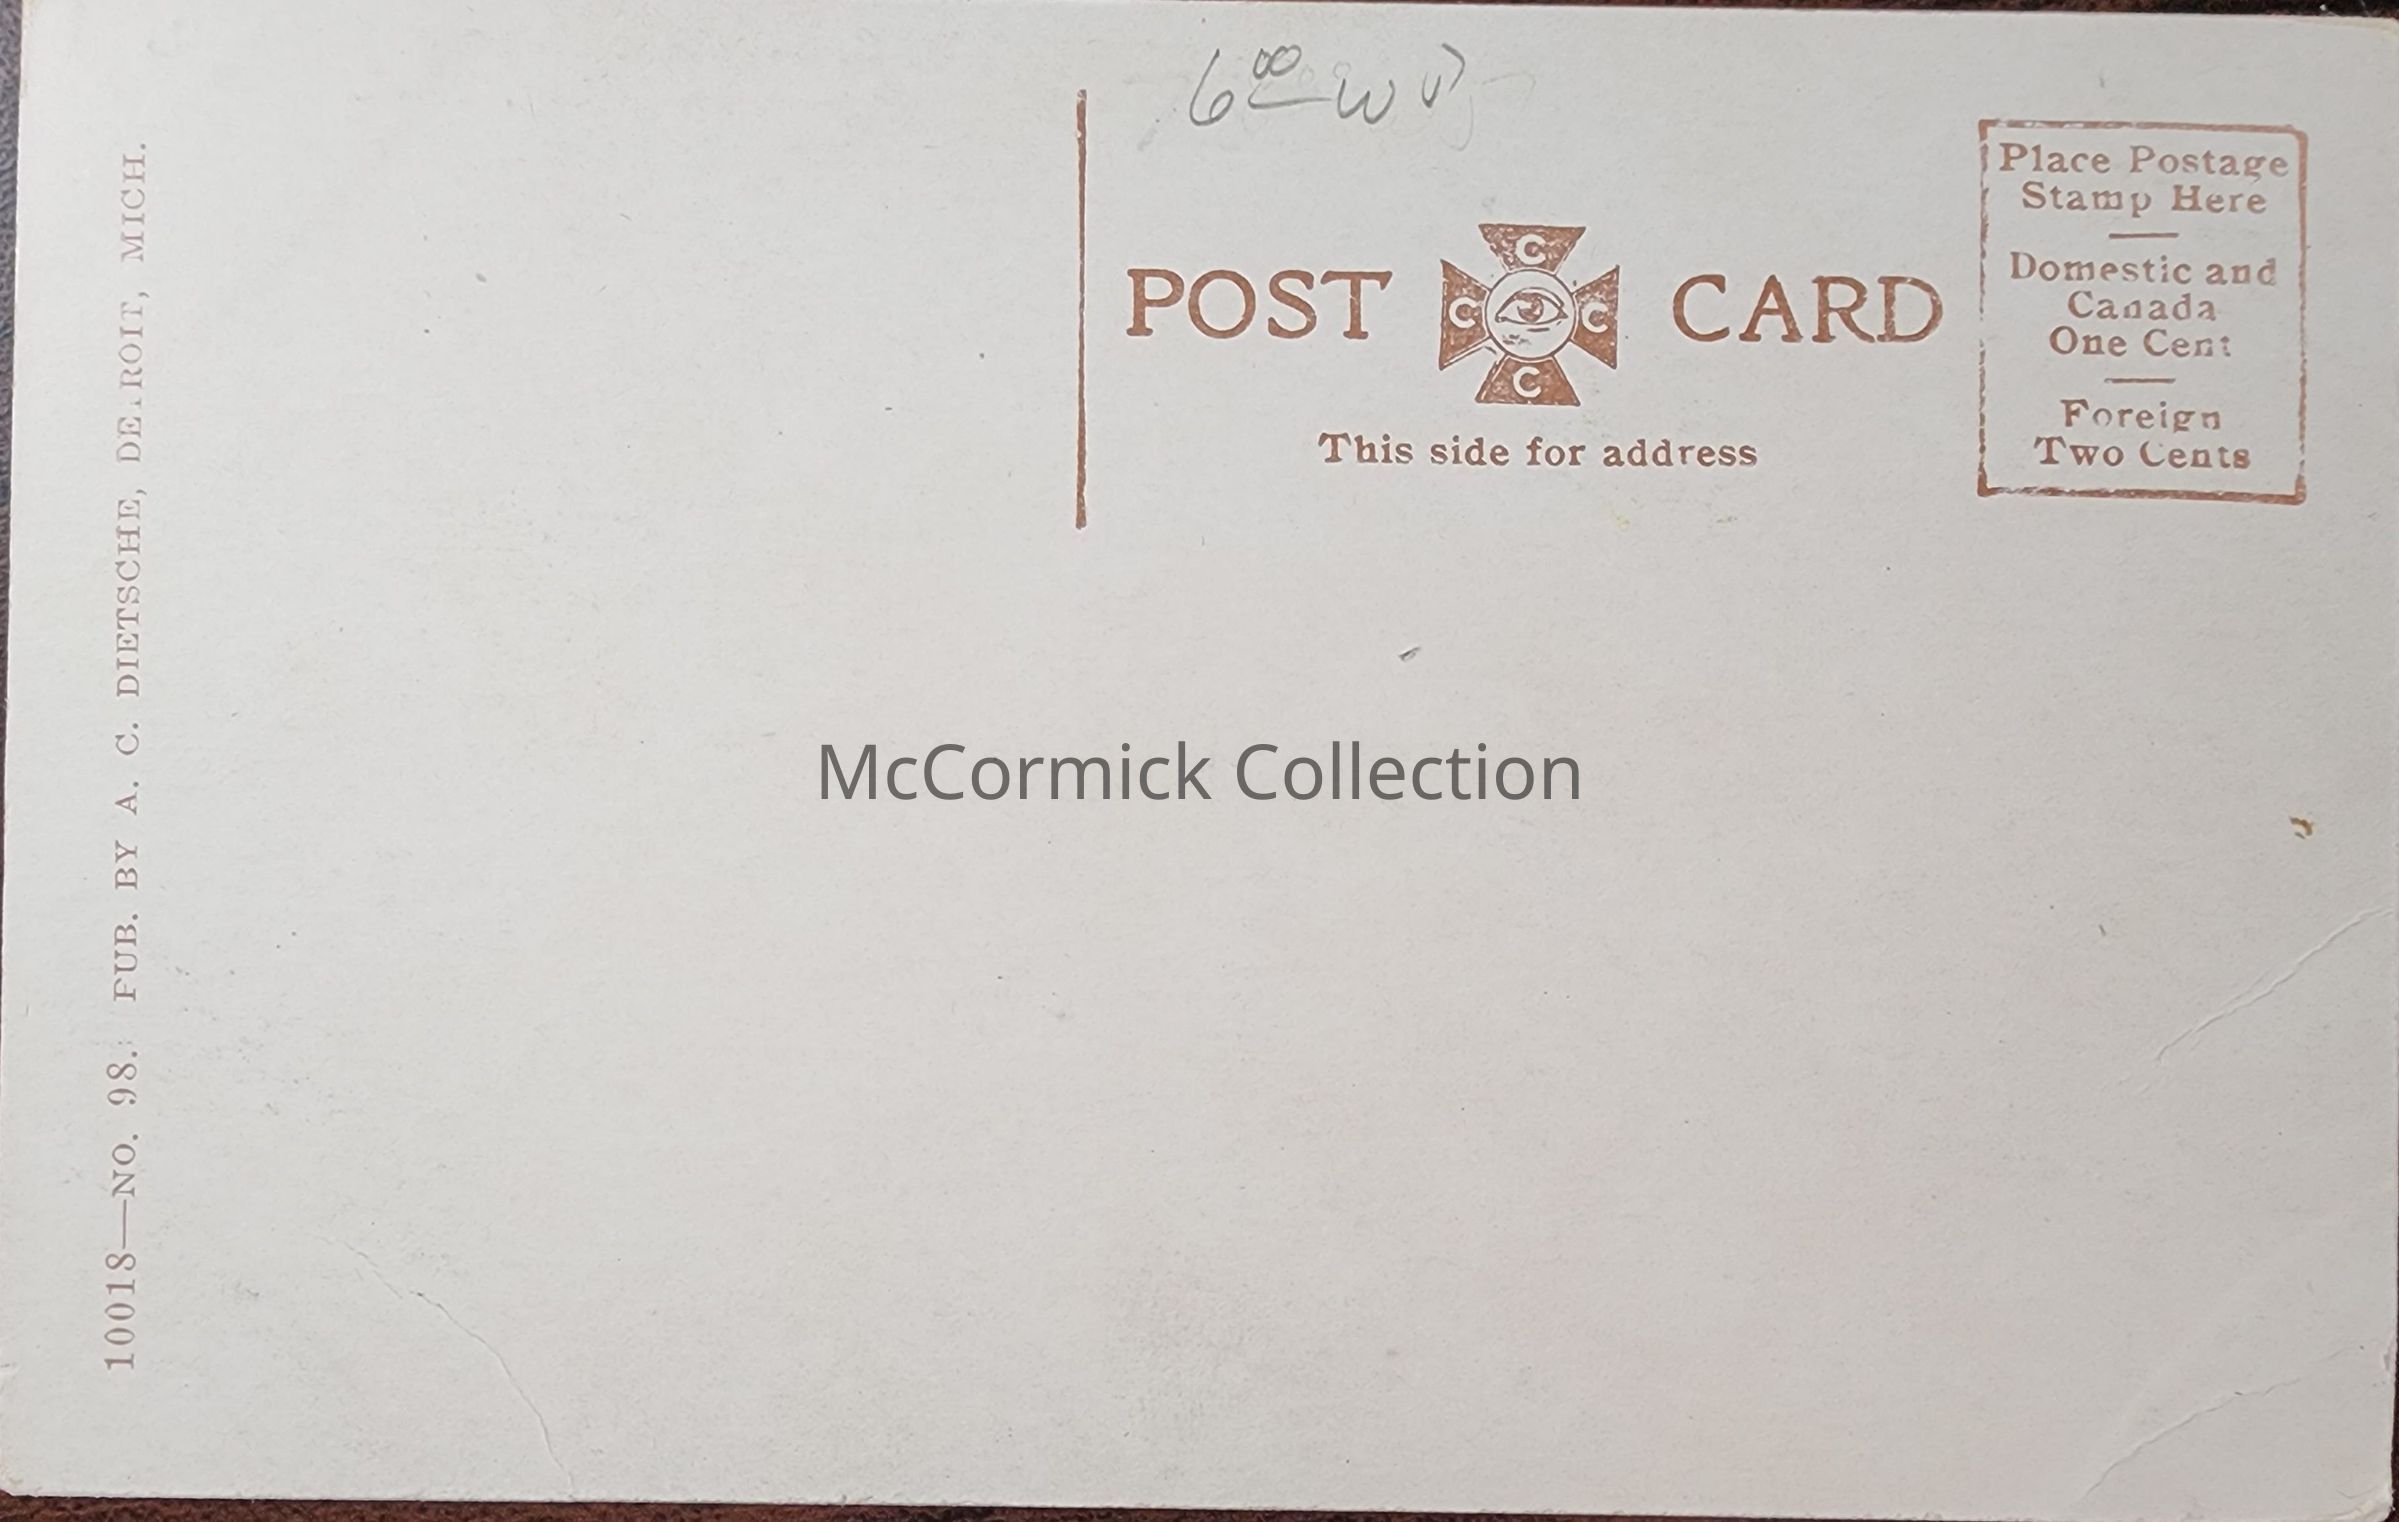 6 00 W
POST CARD
C
C C
C
This side for address
Place Postage
Stamp Here
Domestic and
Canada
One Cent
Foreign
Two Cents
10018—NO. 98. PUB. BY A. C. DIETSCHE, DETROIT, MICH.
McCormick Collection